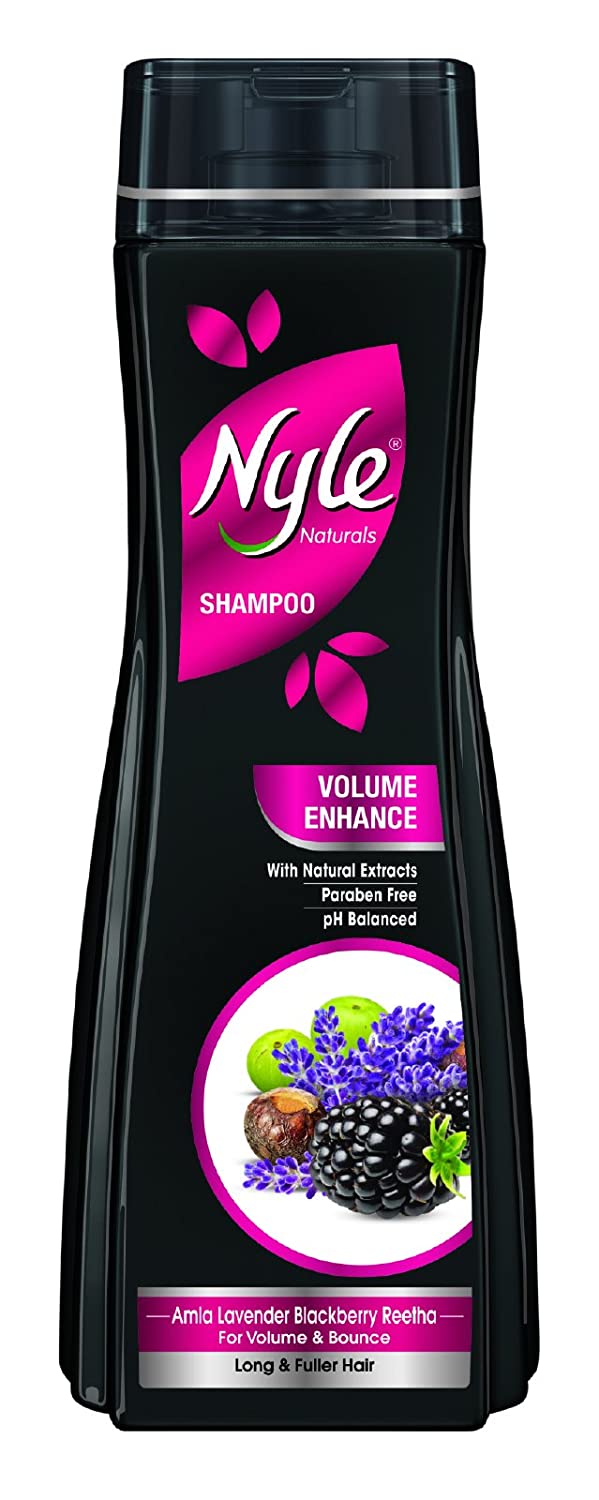 Nyle®
Naturals
SHAMPOO
VOLUME
ENHANCE
With Natural Extracts
Paraben Free
pH Balanced
Amla Lavender Blackberry Reetha
For Volume & Bounce
Long & Fuller Hair